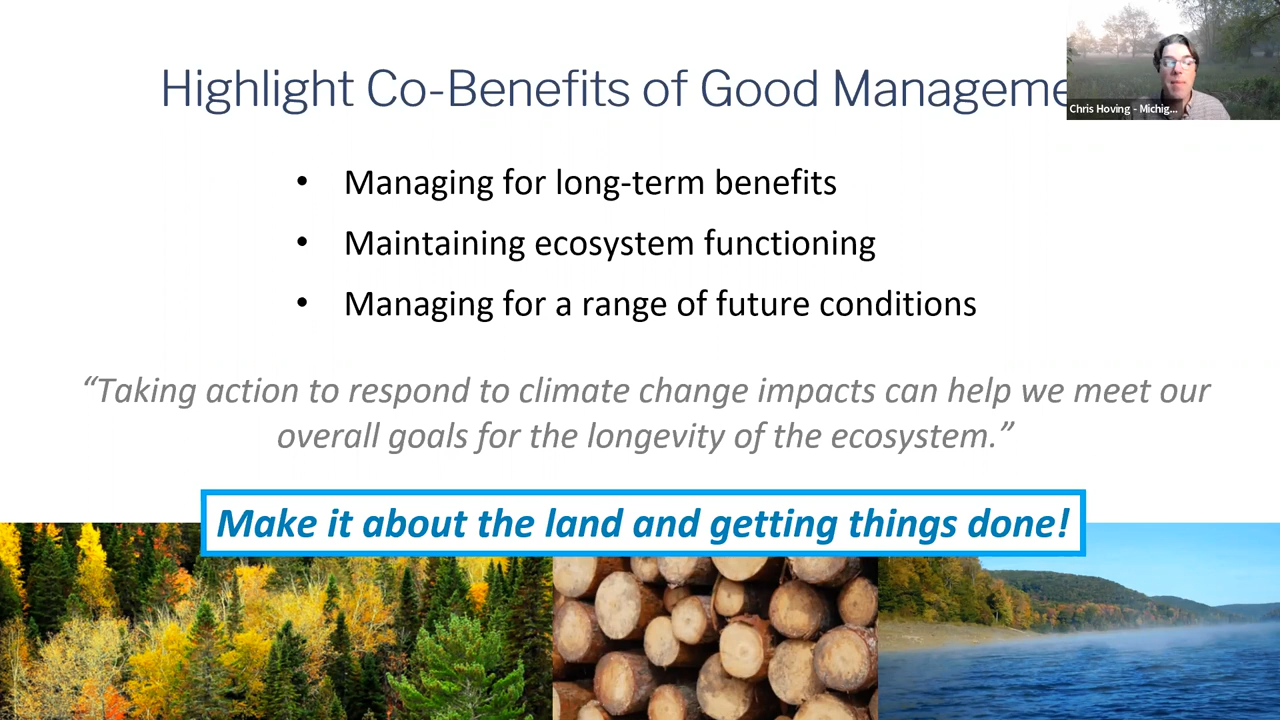 Highlight Co-Benefits of Good Manageme
Chris Hoving - Michig...
• Managing for long-term benefits
• Maintaining ecosystem functioning
• Managing for a range of future conditions
“Taking action to respond to climate change impacts can help we meet our
overall goals for the longevity of the ecosystem.”
Make it about the land and getting things done!